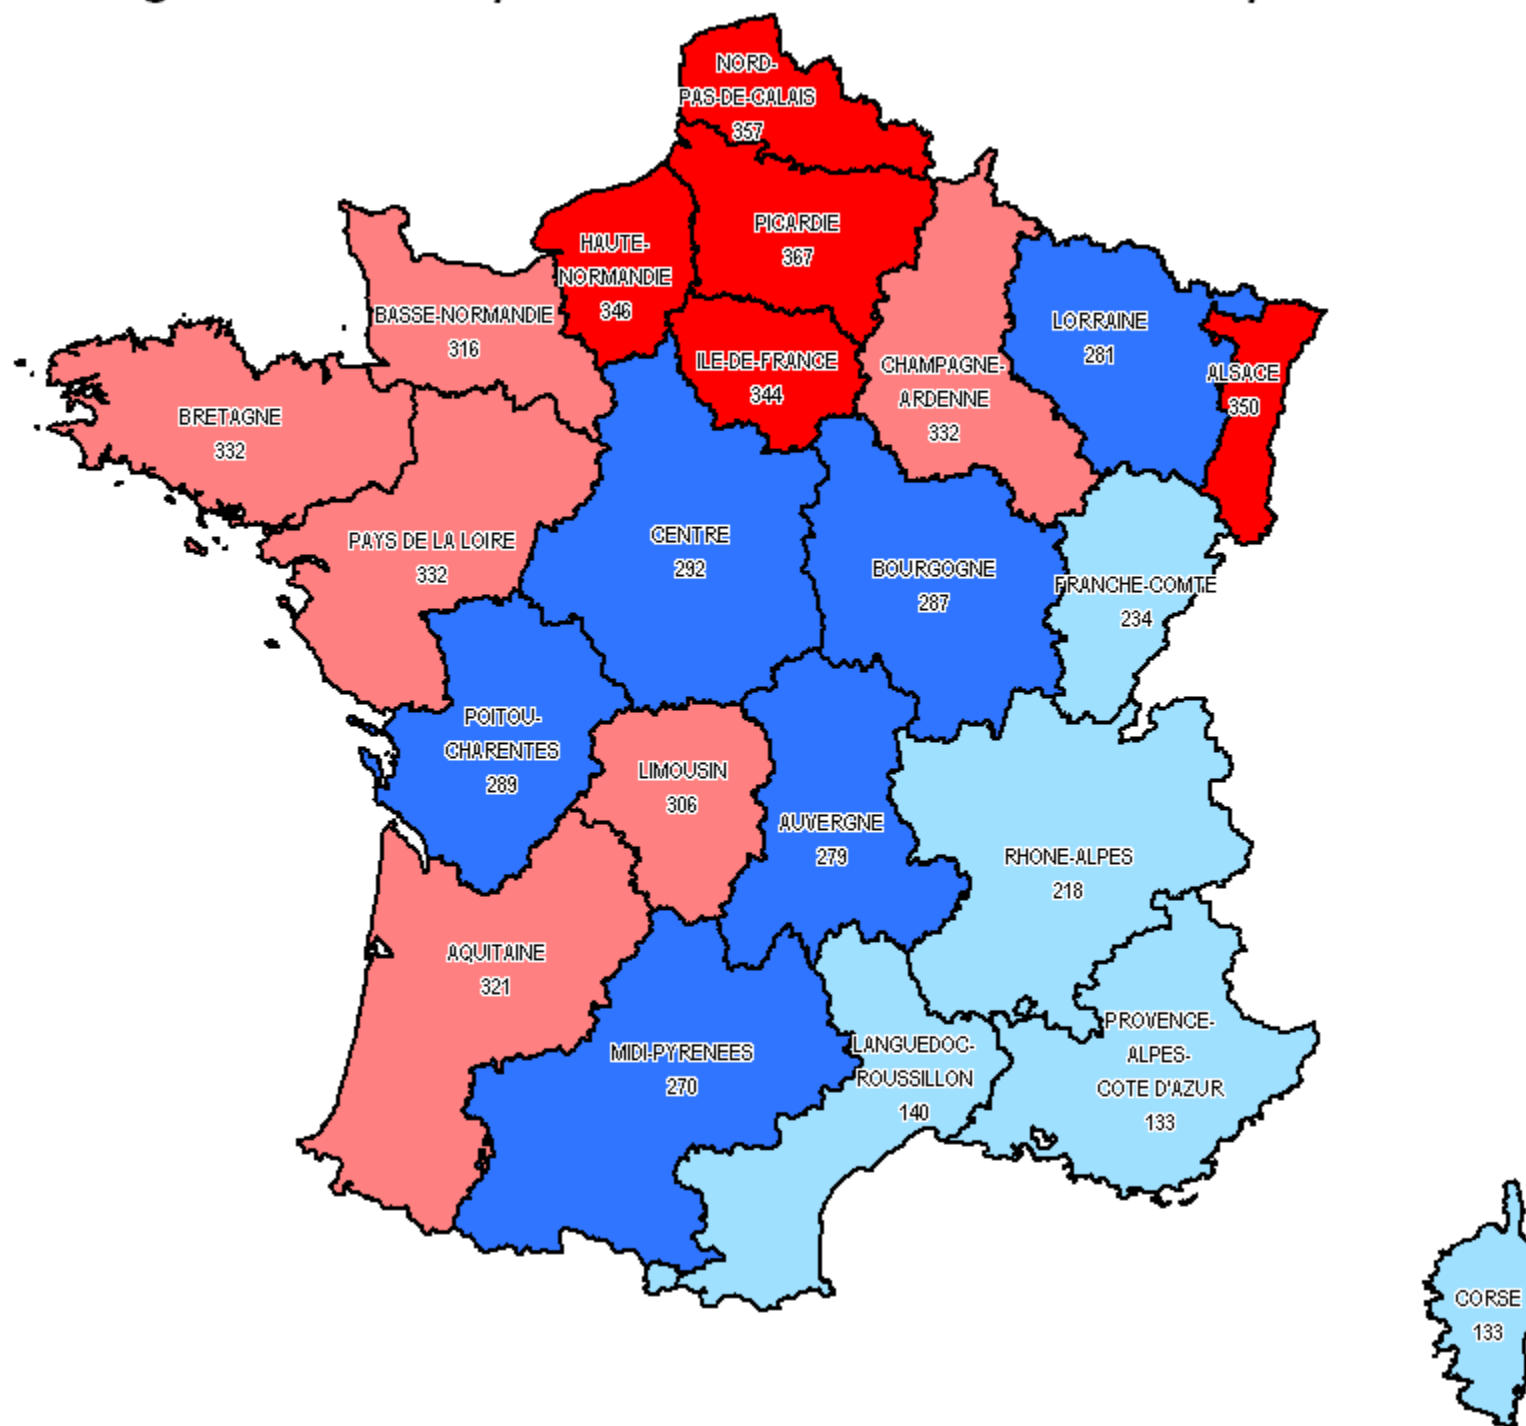 NORD-
PAS-DE-CALAIS
357
PICARDIE
367
HAUTE-
NORMANDIE
346
BASSE-NORMANDIE
316
ILE-DE-FRANCE
344
CHAMPAGNE-
ARDENNE
332
LORRAINE
281
ALSACE
350
BRETAGNE
332
PAYS DE LA LOIRE
332
CENTRE
292
BOURGOGNE
287
FRANCHE-COMTE
234
POITOU-
CHARENTES
289
LIMOUSIN
306
AUVERGNE
279
RHONE-ALPES
218
AQUITAINE
321
MIDI-PYRENEES
270
LANGUEDOC-
ROUSSILLON
140
PROVENCE-
ALPES-
COTE D'AZUR
133
CORSE
133